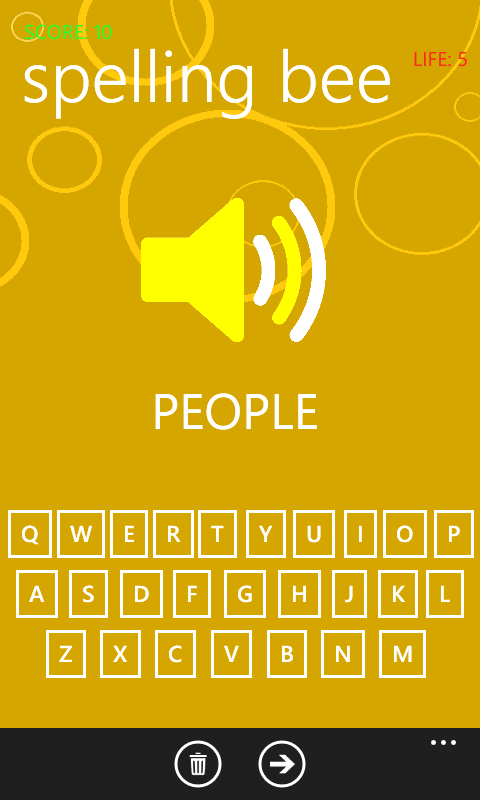 SCORE: 10
LIFE: 5
spelling bee
PEOPLE
Q W E R T Y U I O P
A S D F G H J K L
Z X C V B N M